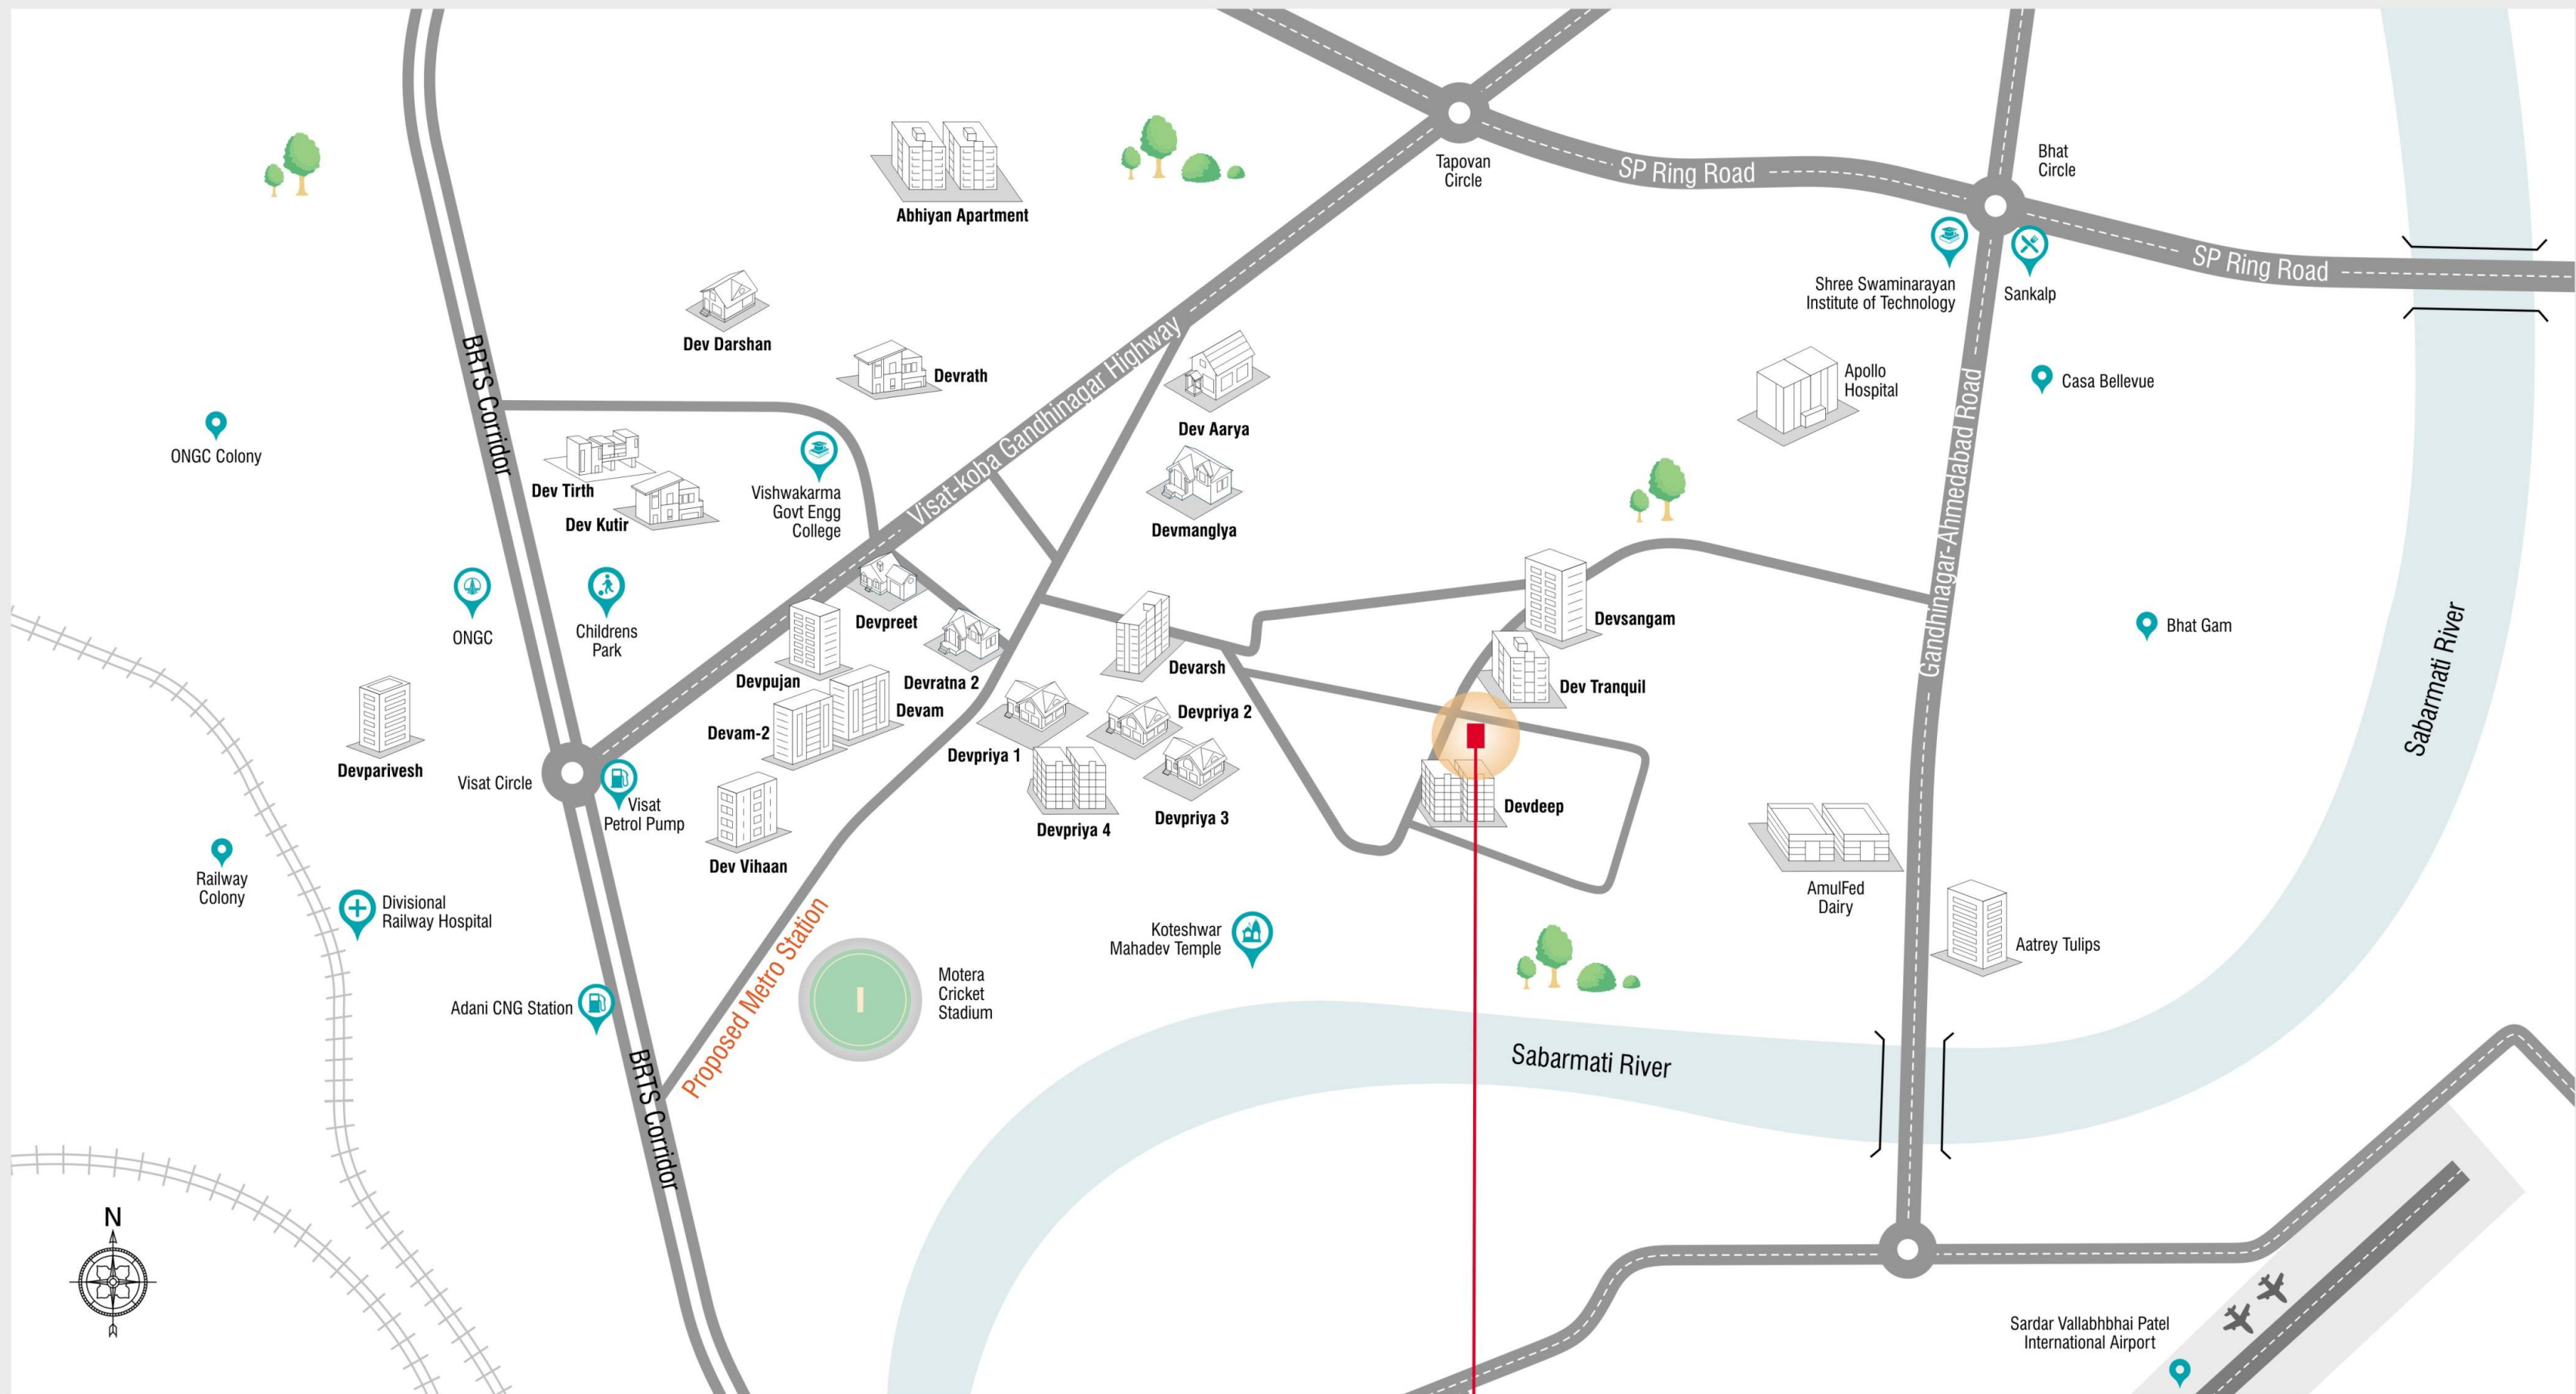 Tapovan
Circle
SP Ring Road
Bhat
Circle
SP Ring Road
Abhiyan Apartment
Shree Swaminarayan
Institute of Technology
Sankalp
Dev Darshan
Devrath
BRTS Corridor
Visat-koba Gandhinagar Highway
Dev Aarya
Apollo
Hospital
Casa Bellevue
Gandhinagar-Ahmedabad Road
ONGC Colony
Dev Tirth
Dev Kutir
Vishwakarma
Govt Engg
College
Devmanglya
ONGC
Childrens
Park
Devpreet
Devsangam
Bhat Gam
Sabarmati River
Devpujan
Devratna 2
Devarsh
Dev Tranquil
Devam
Devam-2
Devpriya 2
Devpriya 1
Devparivesh
Visat Circle
Visat
Petrol Pump
Devdeep
Devpriya 4
Devpriya 3
Dev Vihaan
Railway
Colony
Divisional
Railway Hospital
AmulFed
Dairy
Aatrey Tulips
Koteshwar
Mahadev Temple
Proposed Metro Station
Motera
Cricket
Stadium
Adani CNG Station
BRTS Corridor
Sabarmati River
N
Sardar Vallabhbhai Patel
International Airport